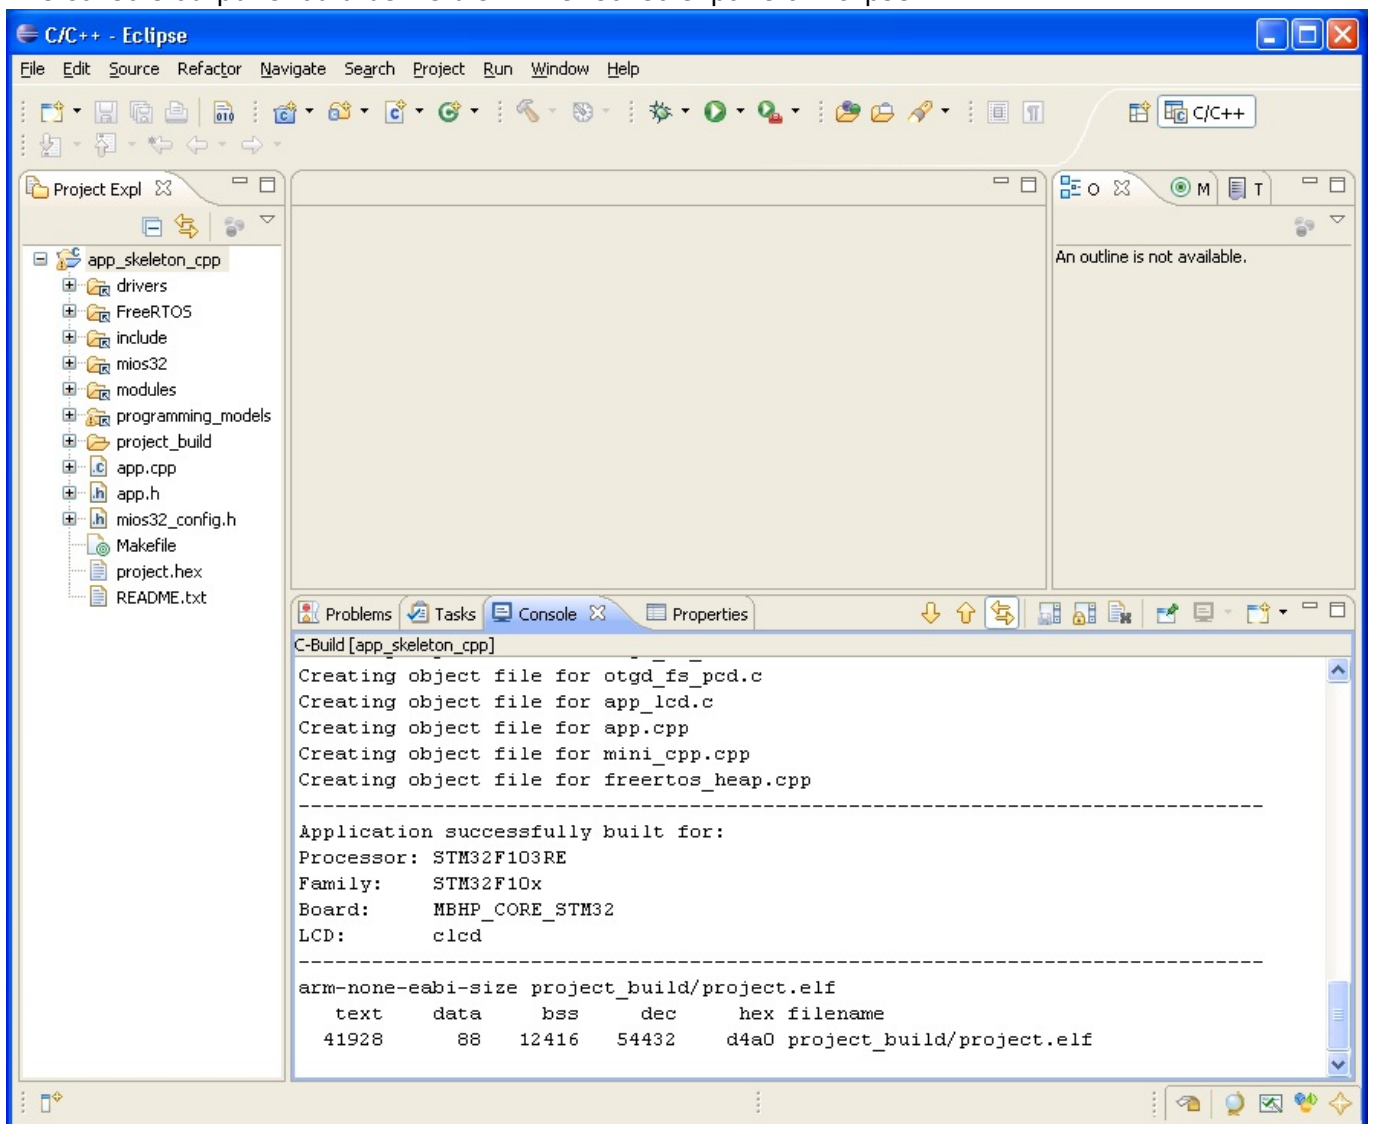 C/C++ - Eclipse
File Edit Source Refactor Navigate Search Project Run Window Help
C/C++
Project Expl
O M T
app_skeleton_cpp
An outline is not available.
drivers
FreeRTOS
include
mios32
modules
programming_models
project_build
app.cpp
app.h
mios32_config.h
Makefile
project.hex
README.txt
Problems Tasks Console Properties
C-Build [app_skeleton_cpp]
Creating object file for otgd_fs_pcd.c
Creating object file for app_lcd.c
Creating object file for app.cpp
Creating object file for mini_cpp.cpp
Creating object file for freertos_heap.cpp
-------------------------------------------------------------------------------
Application successfully built for:
Processor: STM32F103RE
Family: STM32F10x
Board: MBHP_CORE_STM32
LCD: clcd
-------------------------------------------------------------------------------
arm-none-eabi-size project_build/project.elf
text data bss dec hex filename
41928 88 12416 54432 d4a0 project_build/project.elf